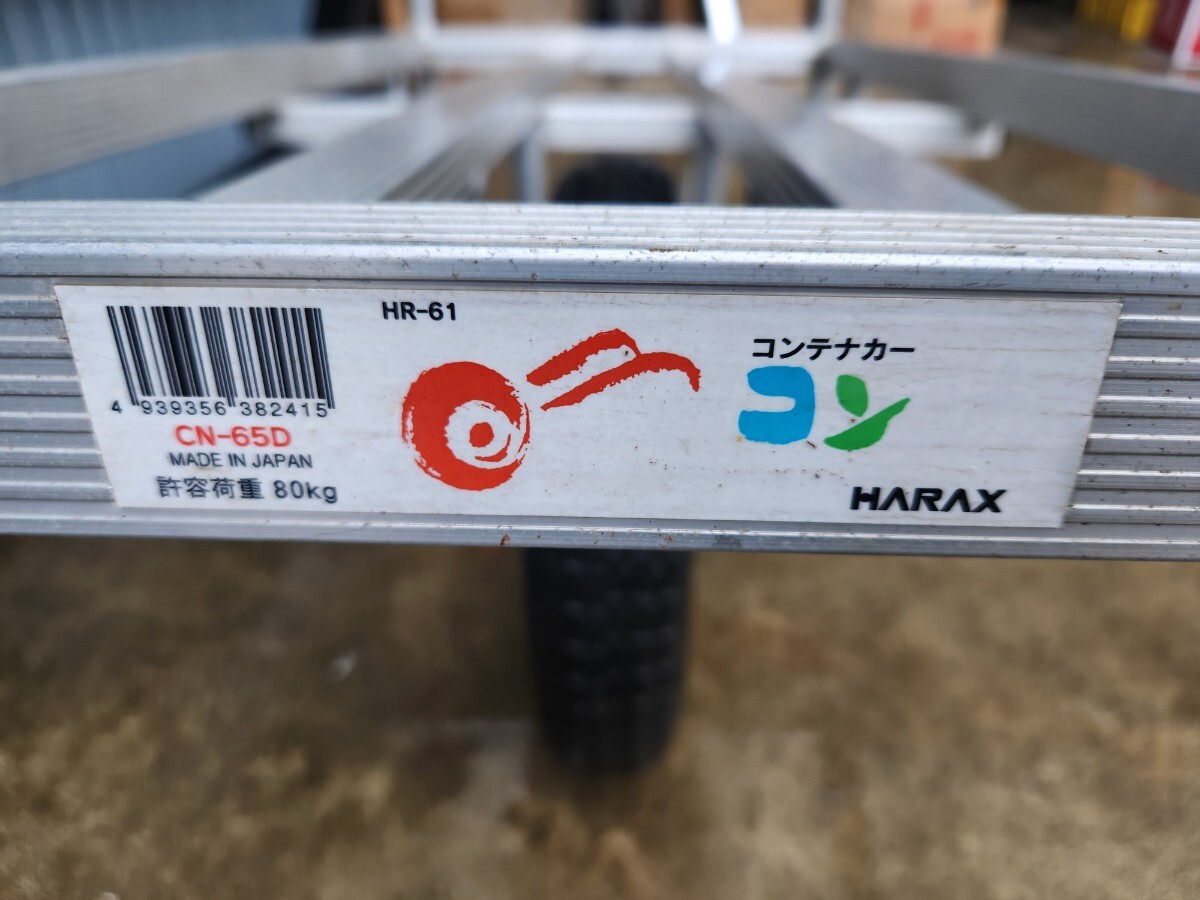 HR-61
4 939356 382415
CN-65D
MADE IN JAPAN
許容荷重 80kg
コンテナカー
コン
HARAX